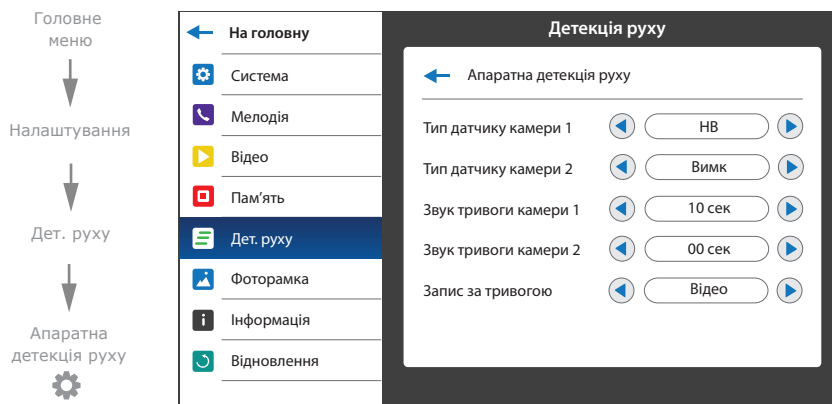 Головне
меню
Налаштування
Дет. руху
Апаратна
детекція руху
На головну
Система
Мелодія
Відео
Пам’ять
Дет. руху
Фоторамка
Інформація
Відновлення
Детекція руху
Апаратна детекція руху
Тип датчику камери 1 НВ
Тип датчику камери 2 Вимк
Звук тривоги камери 1 10 сек
Звук тривоги камери 2 00 сек
Запис за тривогою Відео